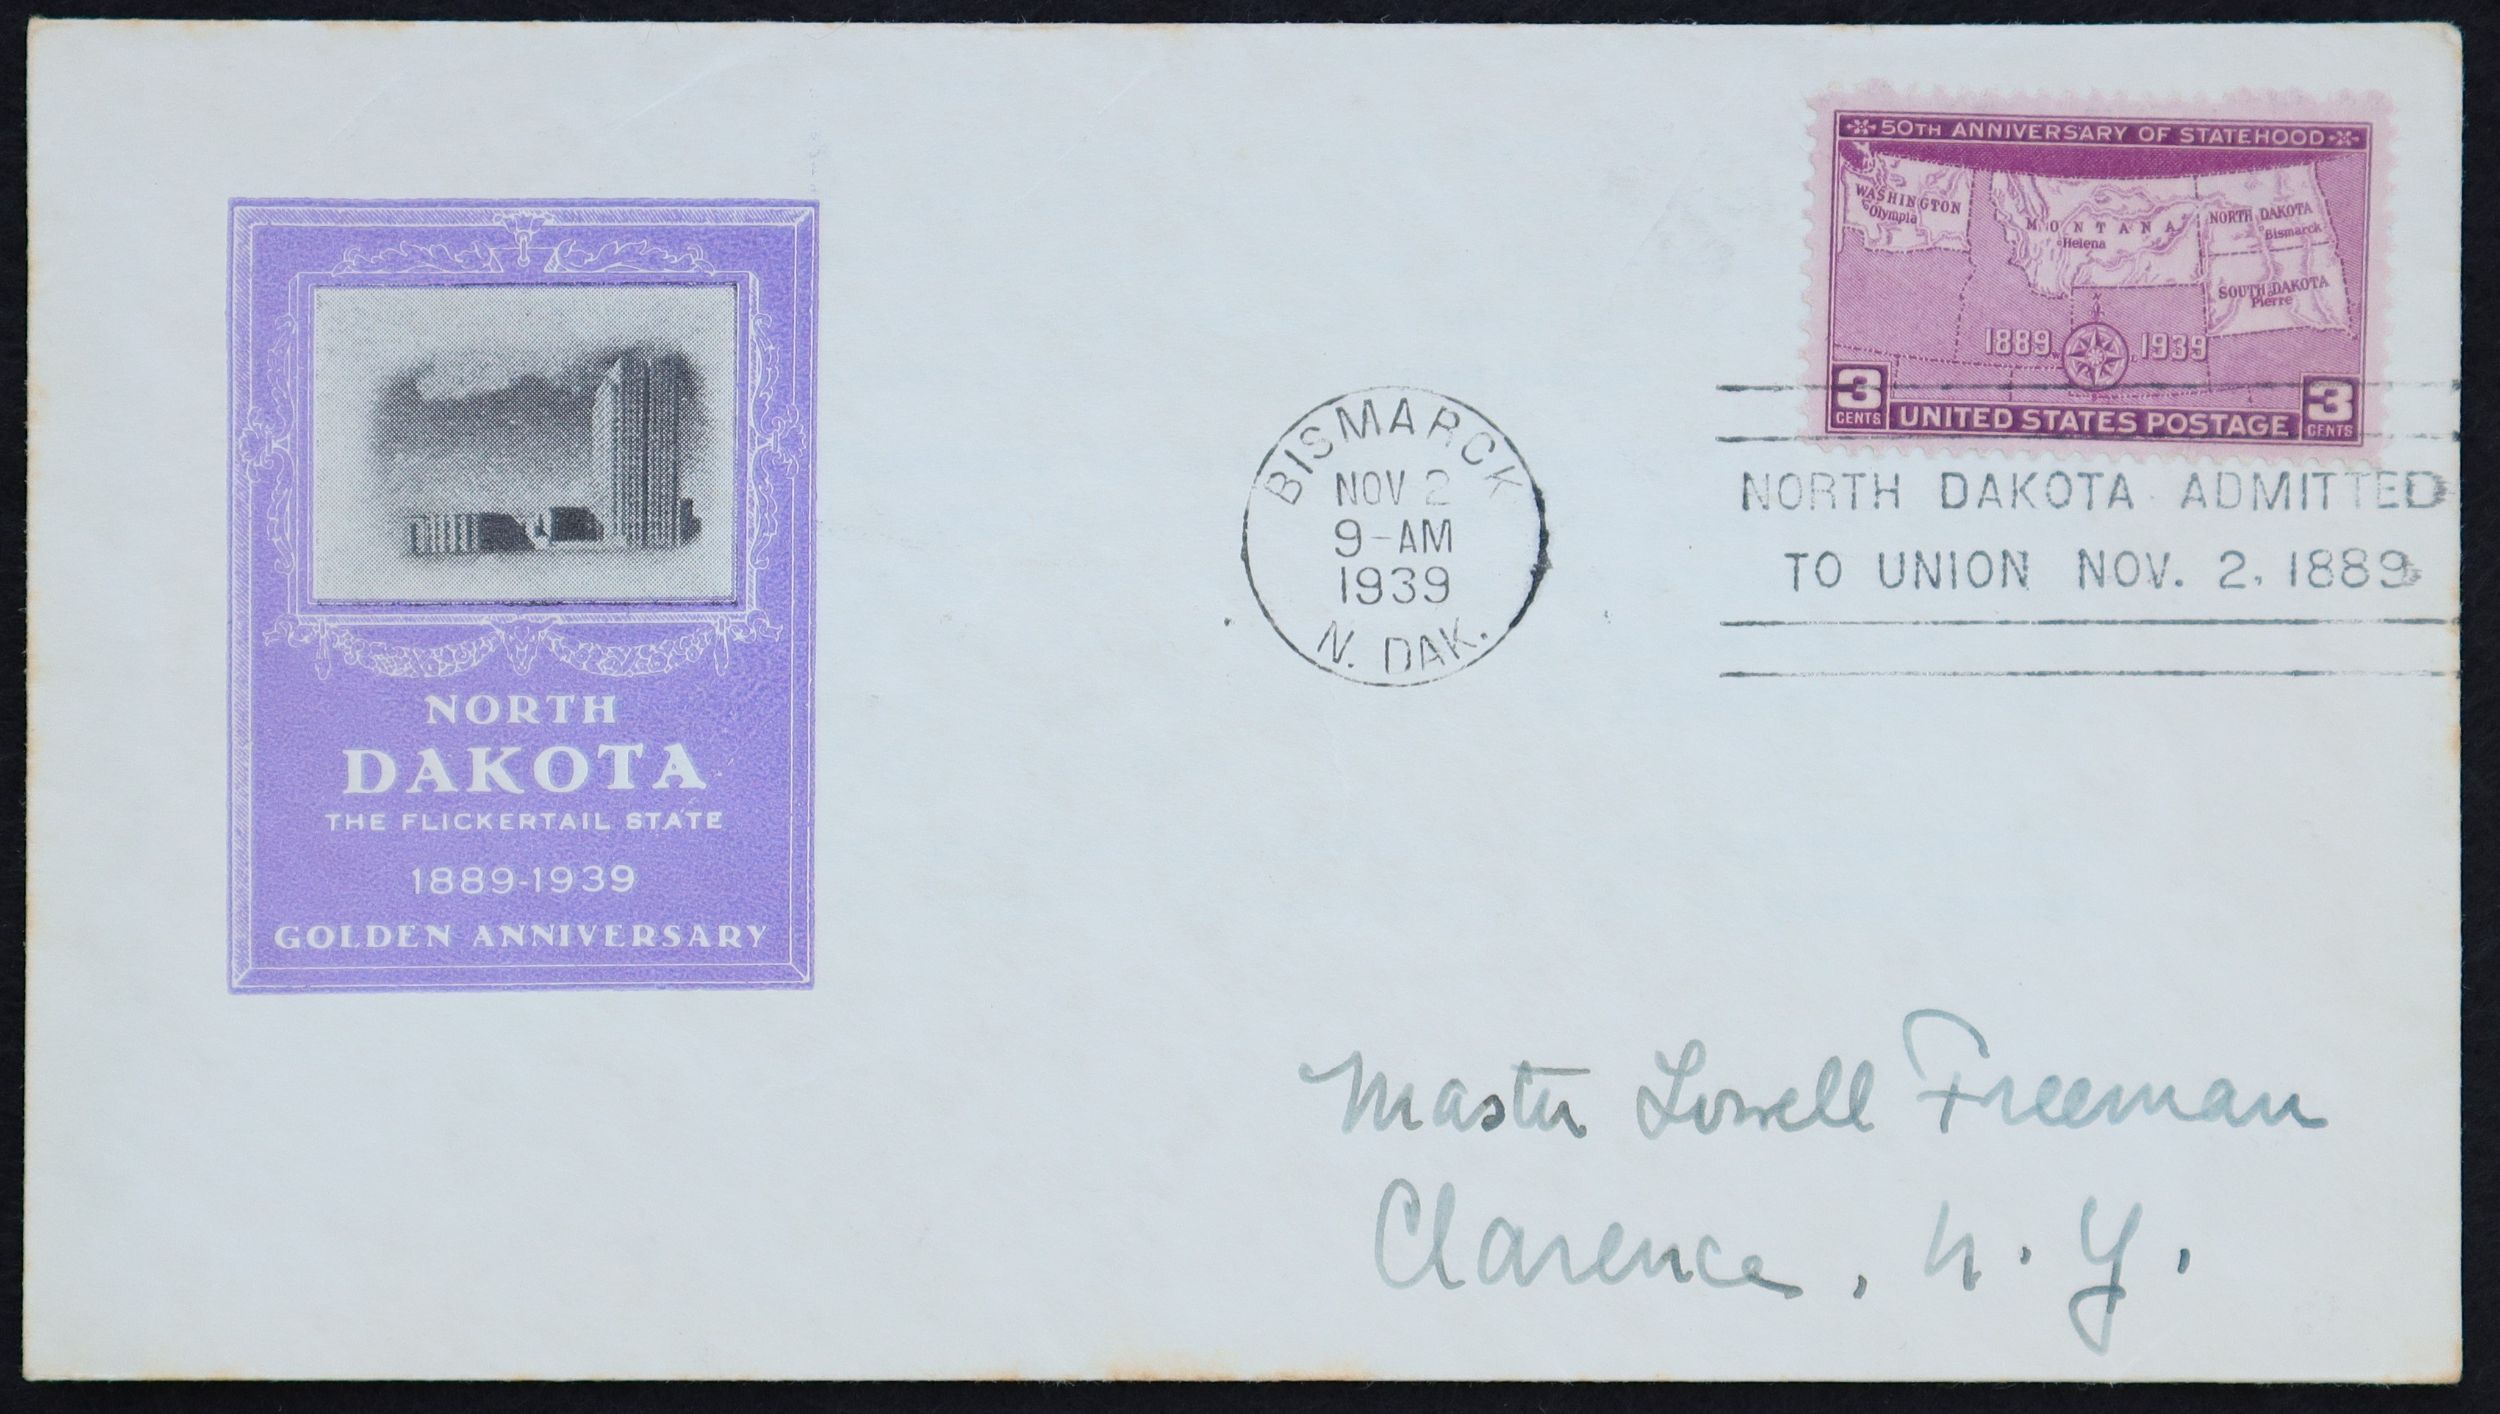 50TH ANNIVERSARY OF STATEHOOD
WASHINGTON
Olympia
MONTANA
Helena
NORTH DAKOTA
Bismarck
SOUTH DAKOTA
Pierre
1889 1939
3 CENTS
UNITED STATES POSTAGE
3 CENTS
BISMARCK
NOV 2
9-AM
1939
N. DAK.
NORTH DAKOTA ADMITTED
TO UNION NOV. 2, 1889
NORTH
DAKOTA
THE FLICKERTAIL STATE
1889-1939
GOLDEN ANNIVERSARY
Master Lowell Freeman
Clarence, N. Y.